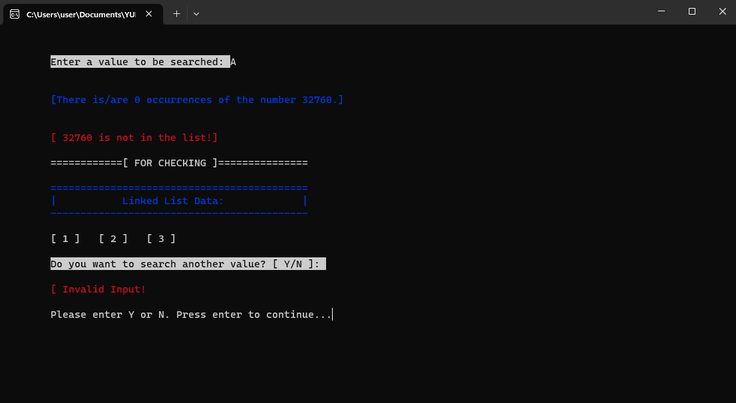 C:\Users\user\Documents\YU
Enter a value to be searched: A
[There is/are 0 occurrences of the number 32760.]
[ 32760 is not in the list!]
============[ FOR CHECKING ]===============
===========================================
|           Linked List Data:             |
-------------------------------------------
[ 1 ]   [ 2 ]   [ 3 ]
Do you want to search another value? [ Y/N ]:
[ Invalid Input!
Please enter Y or N. Press enter to continue...